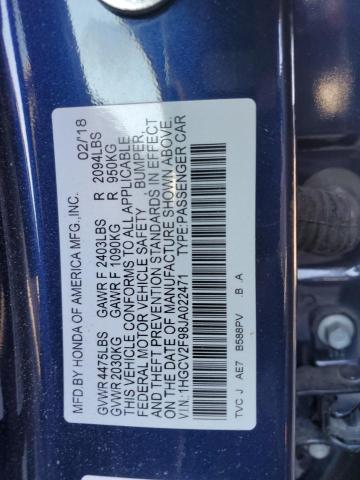 MFD. BY HONDA OF AMERICA MFG., INC. 02/18
GVWR 4475LBS GAWR F 2403LBS R 2094LBS
GVWR 2030KG GAWR F 1090KG R 950KG
THIS VEHICLE CONFORMS TO ALL APPLICABLE
FEDERAL MOTOR VEHICLE SAFETY, BUMPER,
AND THEFT PREVENTION STANDARDS IN EFFECT
ON THE DATE OF MANUFACTURE SHOWN ABOVE.
V.I.N.:1HGCV2F98JA022471 TYPE:PASSENGER CAR
TVC J AE7 B588PV .B .A